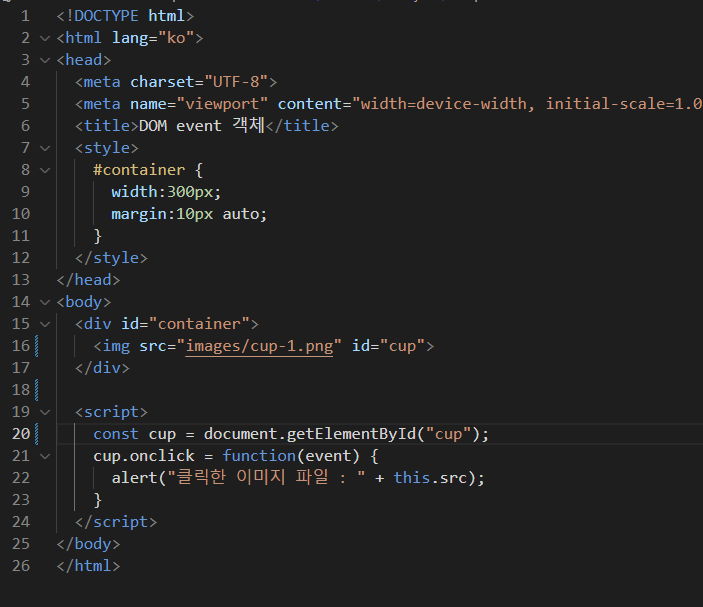 1 <!DOCTYPE html>
2 <html lang="ko">
3 <head>
4 <meta charset="UTF-8">
5 <meta name="viewport" content="width=device-width, initial-scale=1.0
6 <title>DOM event 객체</title>
7 <style>
8 #container {
9 width:300px;
10 margin:10px auto;
11 }
12 </style>
13 </head>
14 <body>
15 <div id="container">
16 <img src="images/cup-1.png" id="cup">
17 </div>
18
19 <script>
20 const cup = document.getElementById("cup");
21 cup.onclick = function(event) {
22 alert("클릭한 이미지 파일 : " + this.src);
23 }
24 </script>
25 </body>
26 </html>